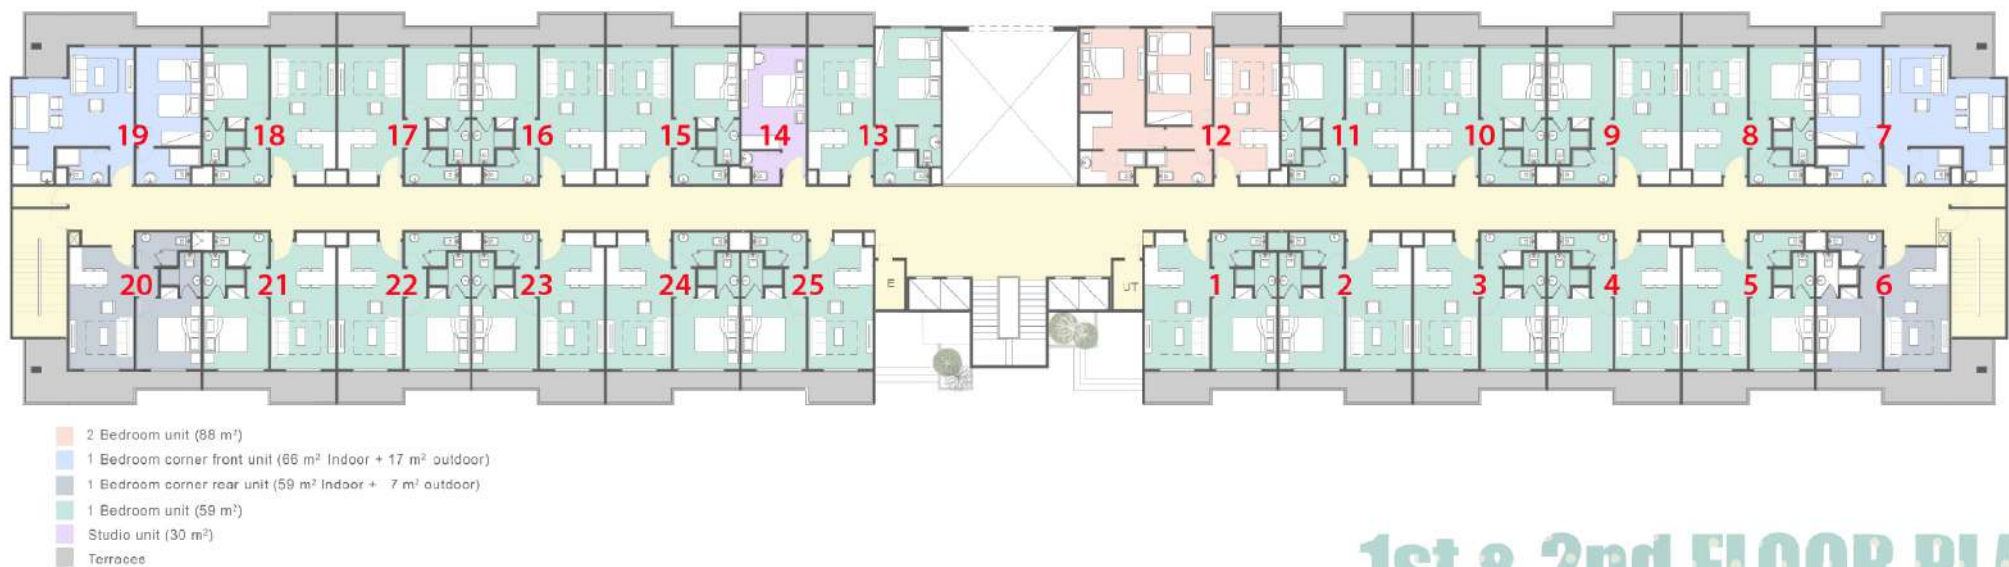 19 18 17 16 15 14 13 12 11 10 9 8 7
20 21 22 23 24 25 E UT 1 2 3 4 5 6
2 Bedroom unit (88 m²)
1 Bedroom corner front unit (66 m² Indoor + 17 m² outdoor)
1 Bedroom corner rear unit (59 m² Indoor + 7 m² outdoor)
1 Bedroom unit (59 m²)
Studio unit (30 m²)
Terraces
1st & 2nd FLOOR PLA